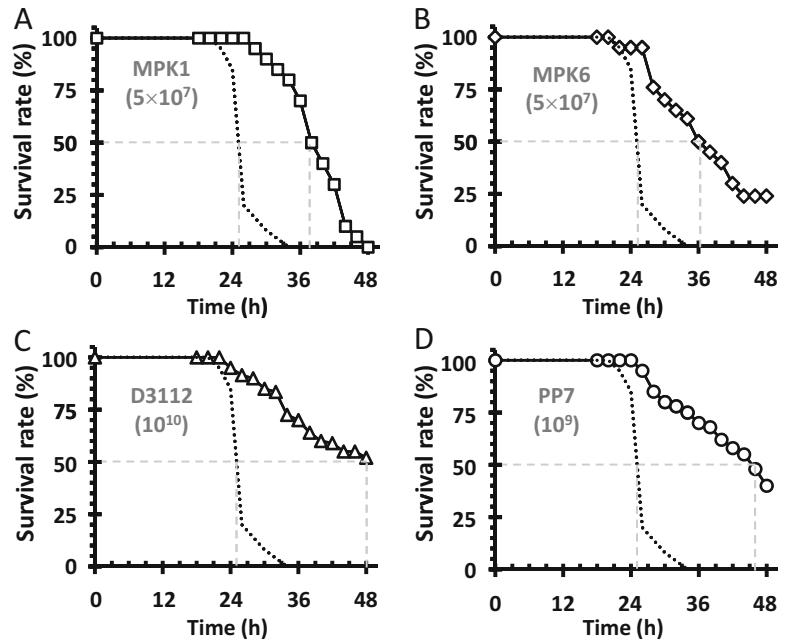 A
Survival rate (%)
100
75
50
25
0
MPK1
(5×10⁷)
0 12 24 36 48
Time (h)
B
Survival rate (%)
100
75
50
25
0
MPK6
(5×10⁷)
0 12 24 36 48
Time (h)
C
Survival rate (%)
100
75
50
25
0
D3112
(10¹⁰)
0 12 24 36 48
Time (h)
D
Survival rate (%)
100
75
50
25
0
PP7
(10⁹)
0 12 24 36 48
Time (h)